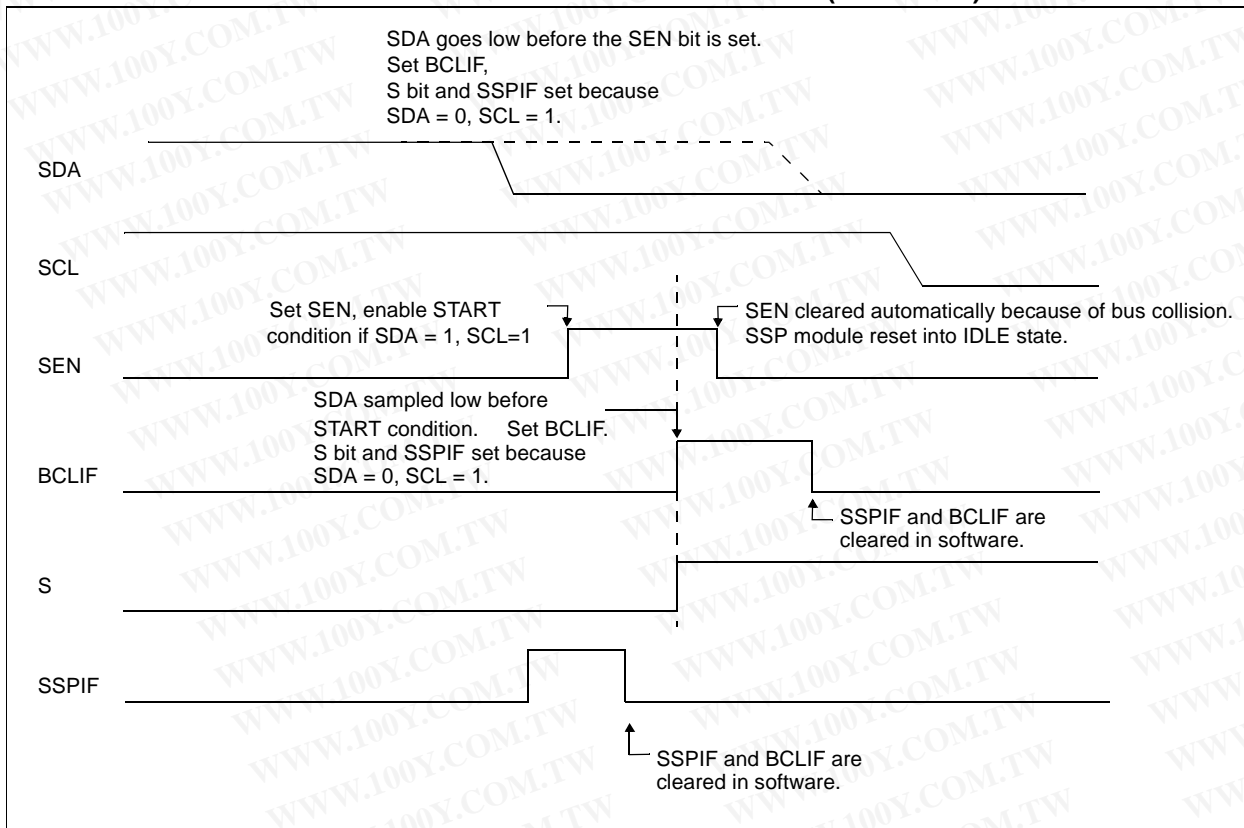 SDA goes low before the SEN bit is set.
Set BCLIF,
S bit and SSPIF set because
SDA = 0, SCL = 1.
SDA
SCL
Set SEN, enable START
condition if SDA = 1, SCL=1
SEN cleared automatically because of bus collision.
SSP module reset into IDLE state.
SEN
SDA sampled low before
START condition. Set BCLIF.
S bit and SSPIF set because
SDA = 0, SCL = 1.
BCLIF
SSPIF and BCLIF are
cleared in software.
S
SSPIF
SSPIF and BCLIF are
cleared in software.
WWW.100Y.COM.TW